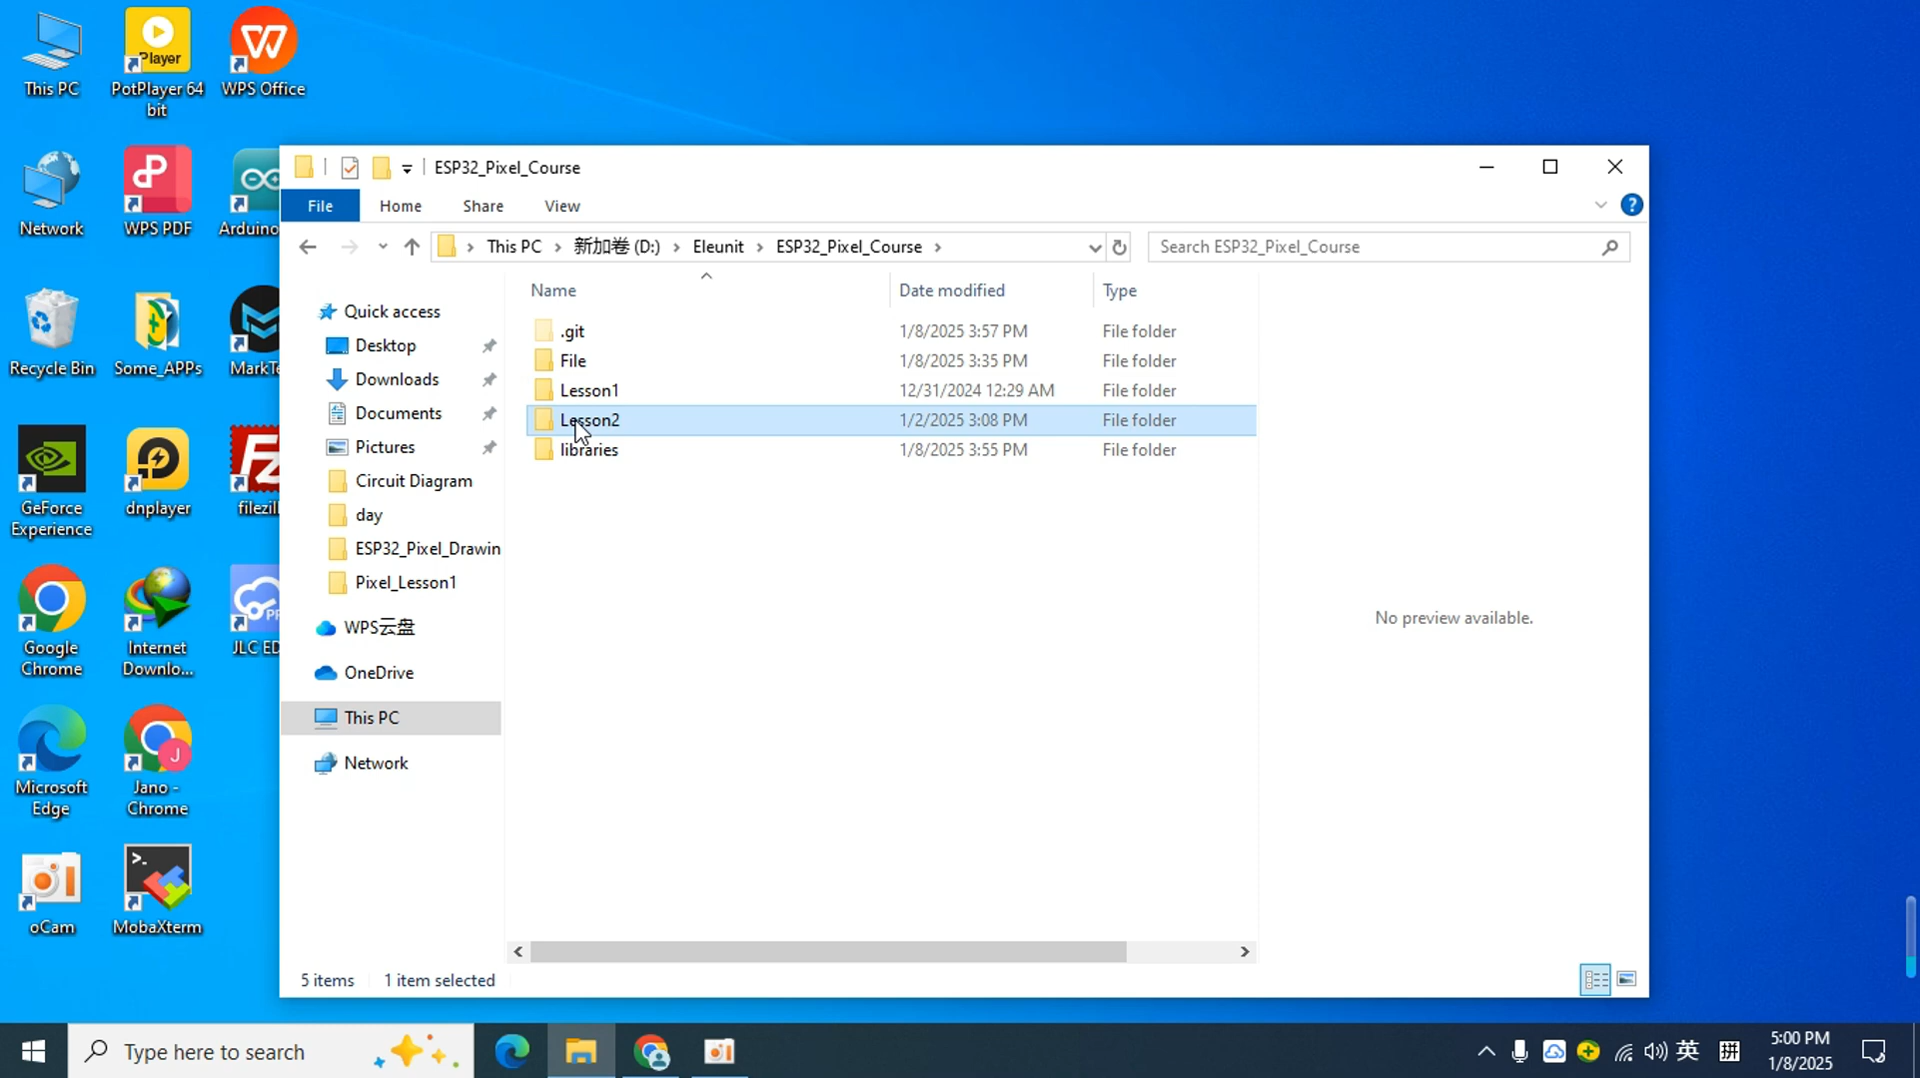 This PC
Player
PotPlayer 64
bit
WPS Office
Network
WPS PDF
Arduino
Recycle Bin
Some_APPs
MarkTe
GeForce
Experience
dnplayer
filezill
Google
Chrome
Internet
Downlo...
JLC ED
Microsoft
Edge
J
Jano -
Chrome
oCam
MobaXterm
ESP32_Pixel_Course
File
Home
Share
View
This PC
新加卷 (D:)
Eleunit
ESP32_Pixel_Course
Search ESP32_Pixel_Course
Name
Date modified
Type
Quick access
Desktop
Downloads
Documents
Pictures
Circuit Diagram
day
ESP32_Pixel_Drawin
Pixel_Lesson1
WPS云盘
OneDrive
This PC
Network
.git 1/8/2025 3:57 PM File folder
File 1/8/2025 3:35 PM File folder
Lesson1 12/31/2024 12:29 AM File folder
Lesson2 1/2/2025 3:08 PM File folder
libraries 1/8/2025 3:55 PM File folder
No preview available.
5 items
1 item selected
Type here to search
英
拼
5:00 PM
1/8/2025